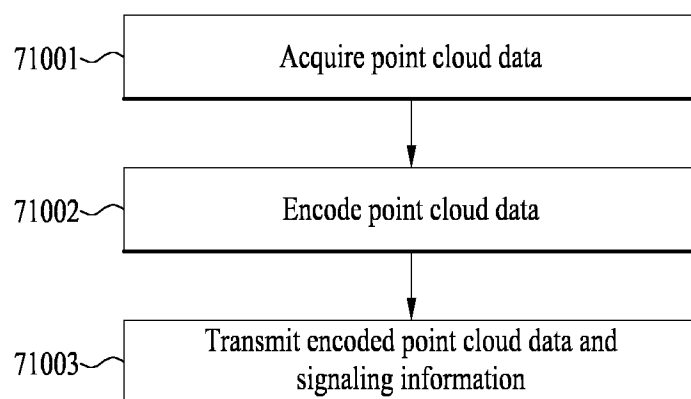 71001
Acquire point cloud data
71002
Encode point cloud data
71003
Transmit encoded point cloud data and
signaling information